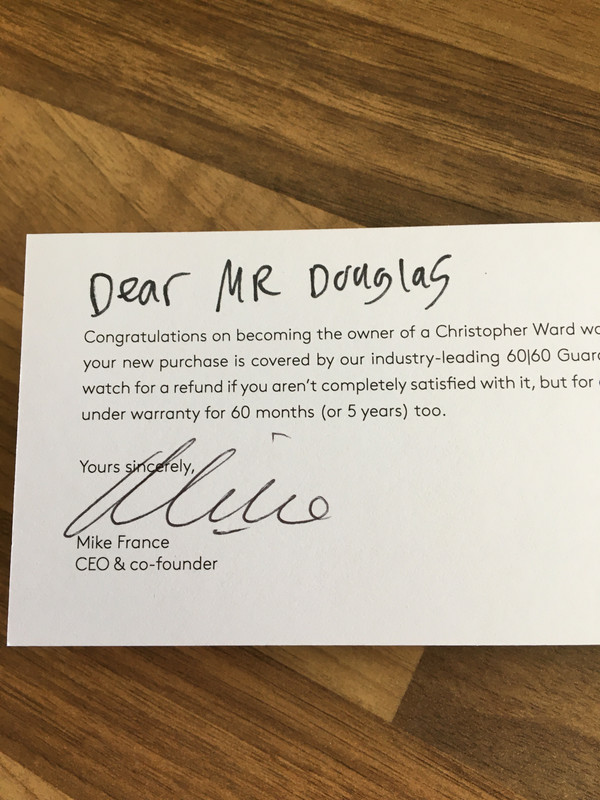 Dear MR Douglas
Congratulations on becoming the owner of a Christopher Ward
your new purchase is covered by our industry-leading 60|60
watch for a refund if you aren't completely satisfied with it, but for
under warranty for 60 months (or 5 years) too.
Yours sincerely,
Mike France
CEO & co-founder